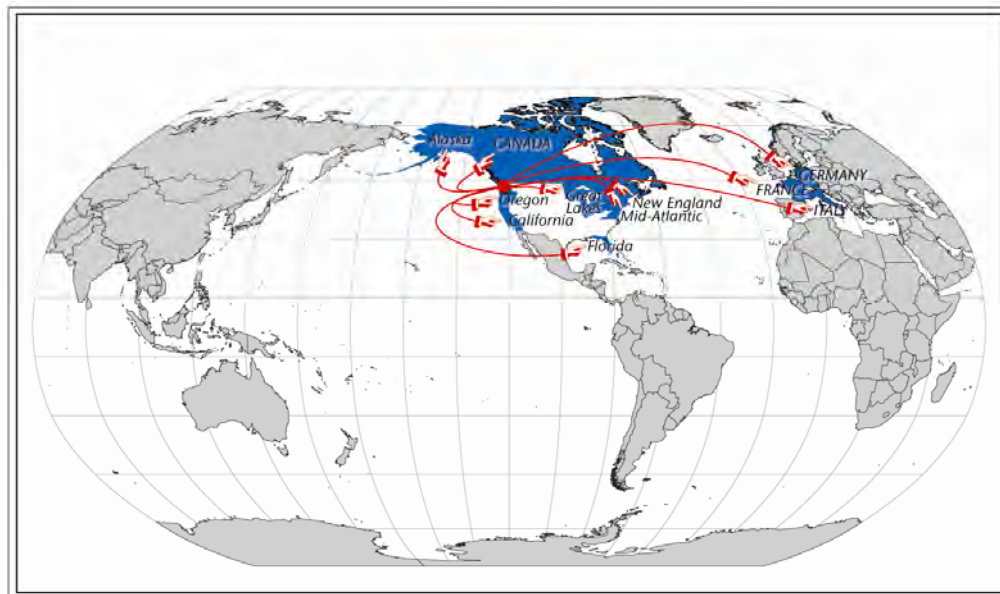 Alaska
CANADA
GERMANY
FRANCE
Oregon
Great
Lakes
New England
Mid-Atlantic
ITALY
California
Florida